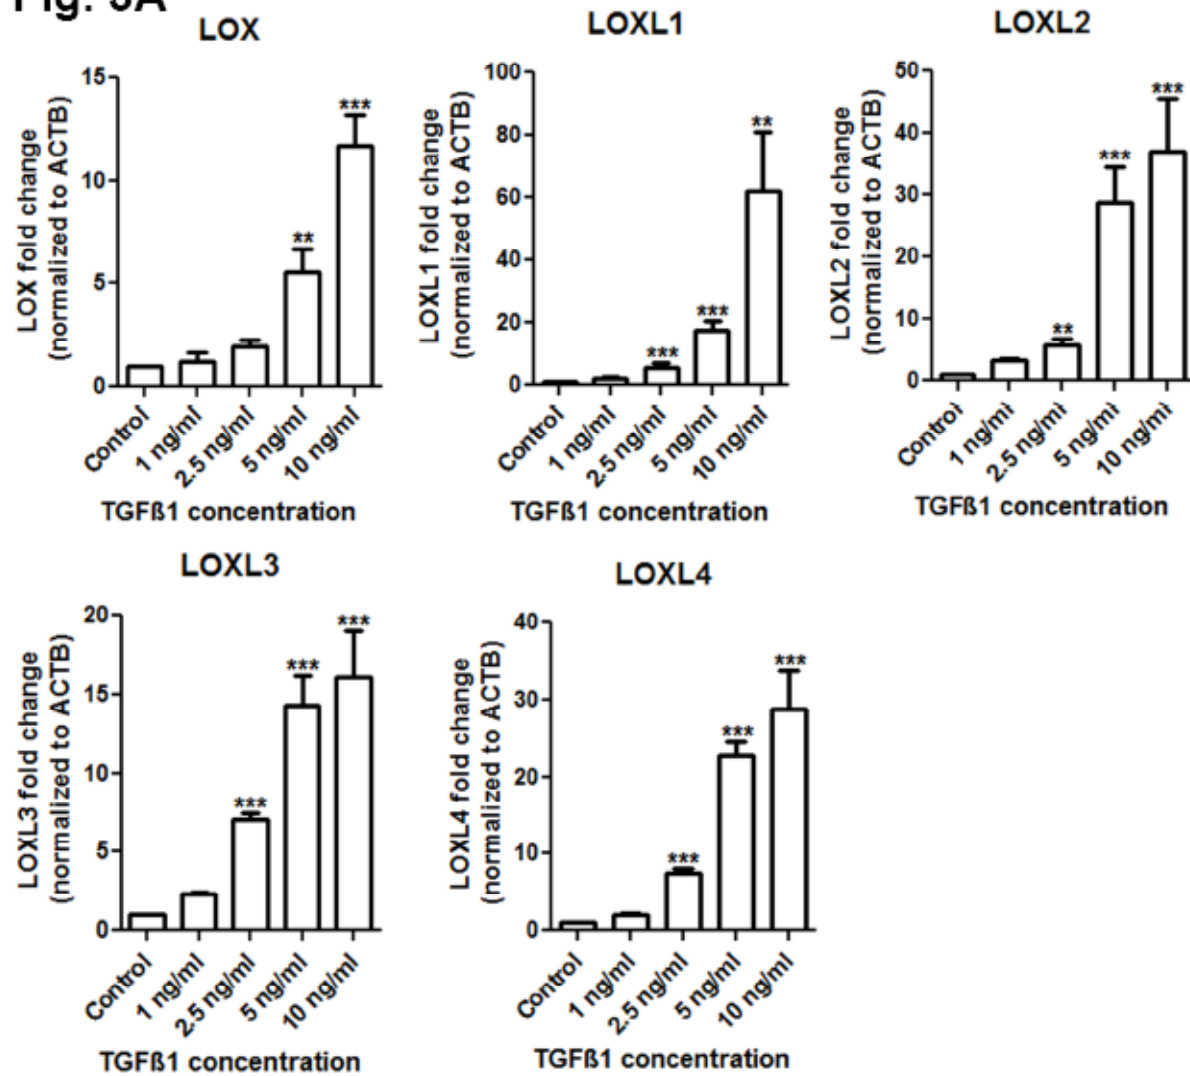 Fig. 3A
LOX
LOX fold change
(normalized to ACTB)
15
10
5
0
**
***
Control
1 ng/ml
2.5 ng/ml
5 ng/ml
10 ng/ml
TGFß1 concentration
LOXL1
LOXL1 fold change
(normalized to ACTB)
100
80
60
40
20
0
***
***
**
Control
1 ng/ml
2.5 ng/ml
5 ng/ml
10 ng/ml
TGFß1 concentration
LOXL2
LOXL2 fold change
(normalized to ACTB)
50
40
30
20
10
0
**
***
***
Control
1 ng/ml
2.5 ng/ml
5 ng/ml
10 ng/ml
TGFß1 concentration
LOXL3
LOXL3 fold change
(normalized to ACTB)
20
15
10
5
0
***
***
***
Control
1 ng/ml
2.5 ng/ml
5 ng/ml
10 ng/ml
TGFß1 concentration
LOXL4
LOXL4 fold change
(normalized to ACTB)
40
30
20
10
0
***
***
***
Control
1 ng/ml
2.5 ng/ml
5 ng/ml
10 ng/ml
TGFß1 concentration